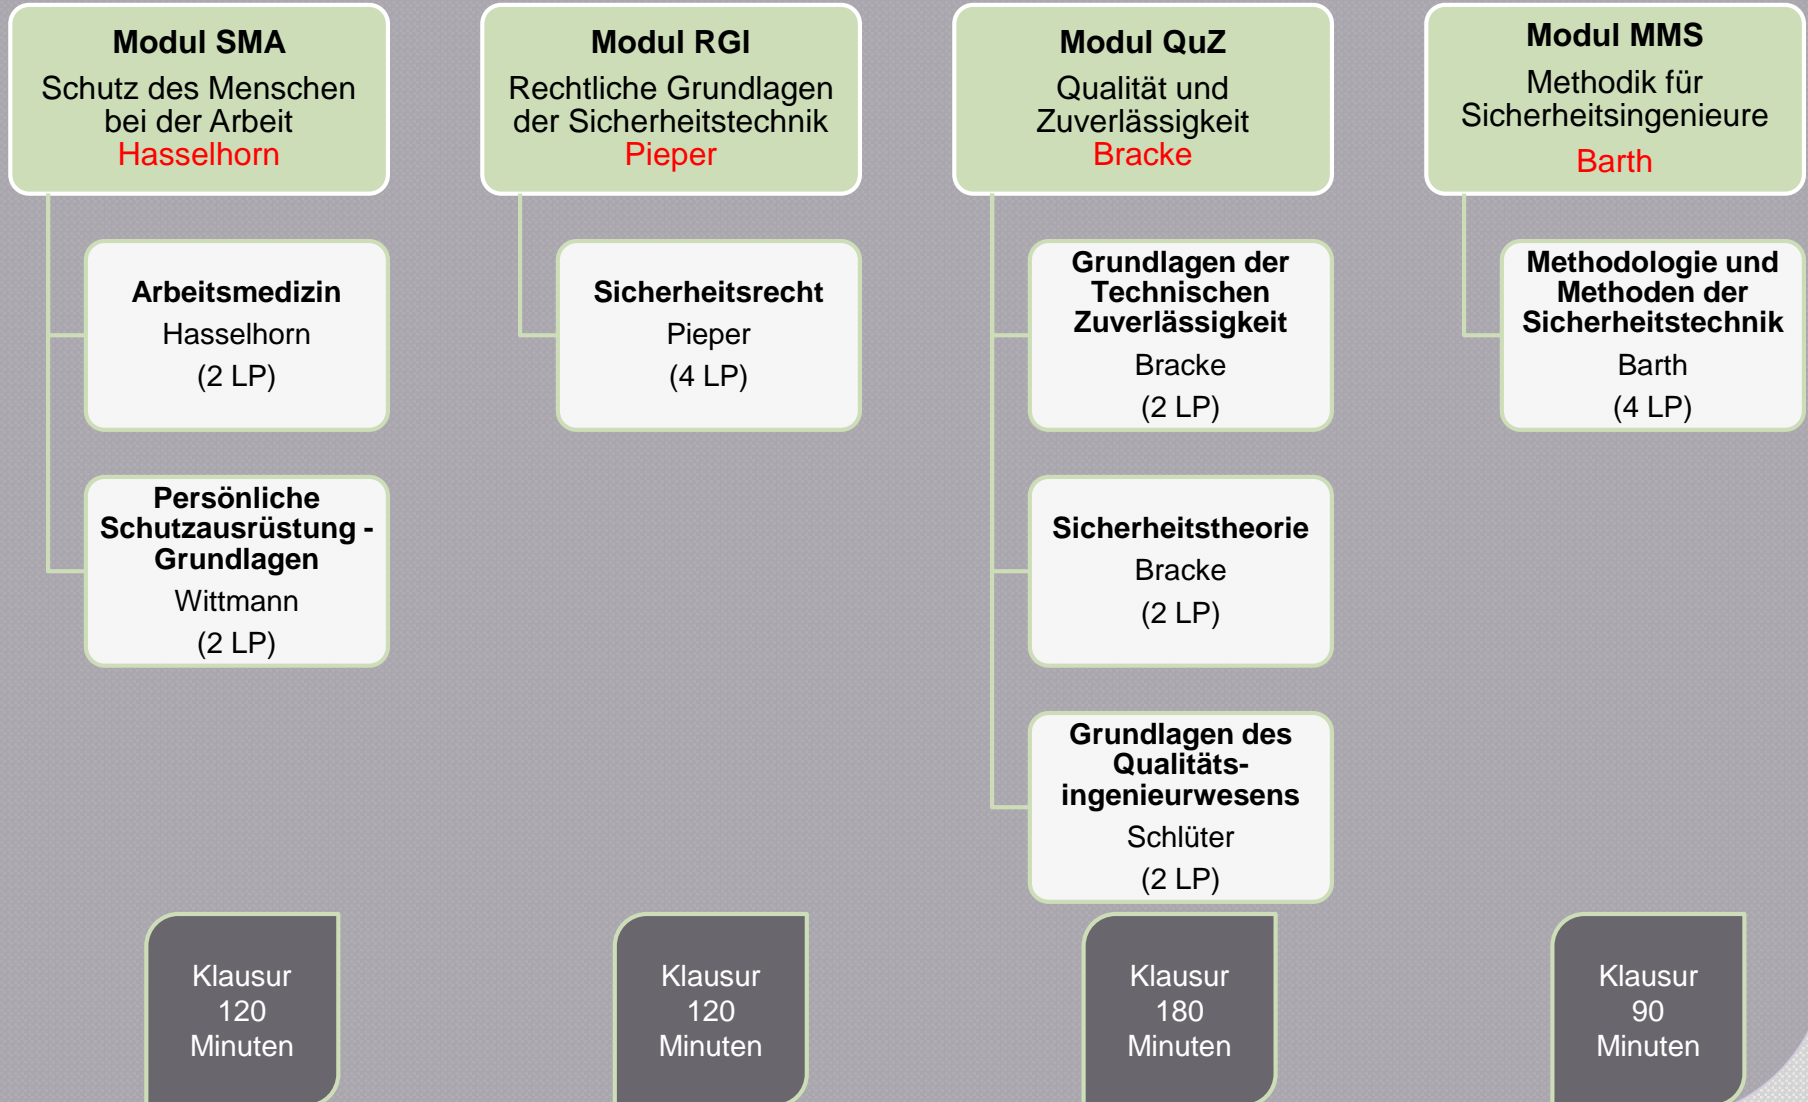 Modul SMA
Schutz des Menschen
bei der Arbeit
Hasselhorn
Arbeitsmedizin
Hasselhorn
(2 LP)
Persönliche
Schutzausrüstung -
Grundlagen
Wittmann
(2 LP)
Klausur
120
Minuten
Modul RGI
Rechtliche Grundlagen
der Sicherheitstechnik
Pieper
Sicherheitsrecht
Pieper
(4 LP)
Klausur
120
Minuten
Modul QuZ
Qualität und
Zuverlässigkeit
Bracke
Grundlagen der
Technischen
Zuverlässigkeit
Bracke
(2 LP)
Sicherheitstheorie
Bracke
(2 LP)
Grundlagen des
Qualitäts-
ingenieurwesens
Schlüter
(2 LP)
Klausur
180
Minuten
Modul MMS
Methodik für
Sicherheitsingenieure
Barth
Methodologie und
Methoden der
Sicherheitstechnik
Barth
(4 LP)
Klausur
90
Minuten